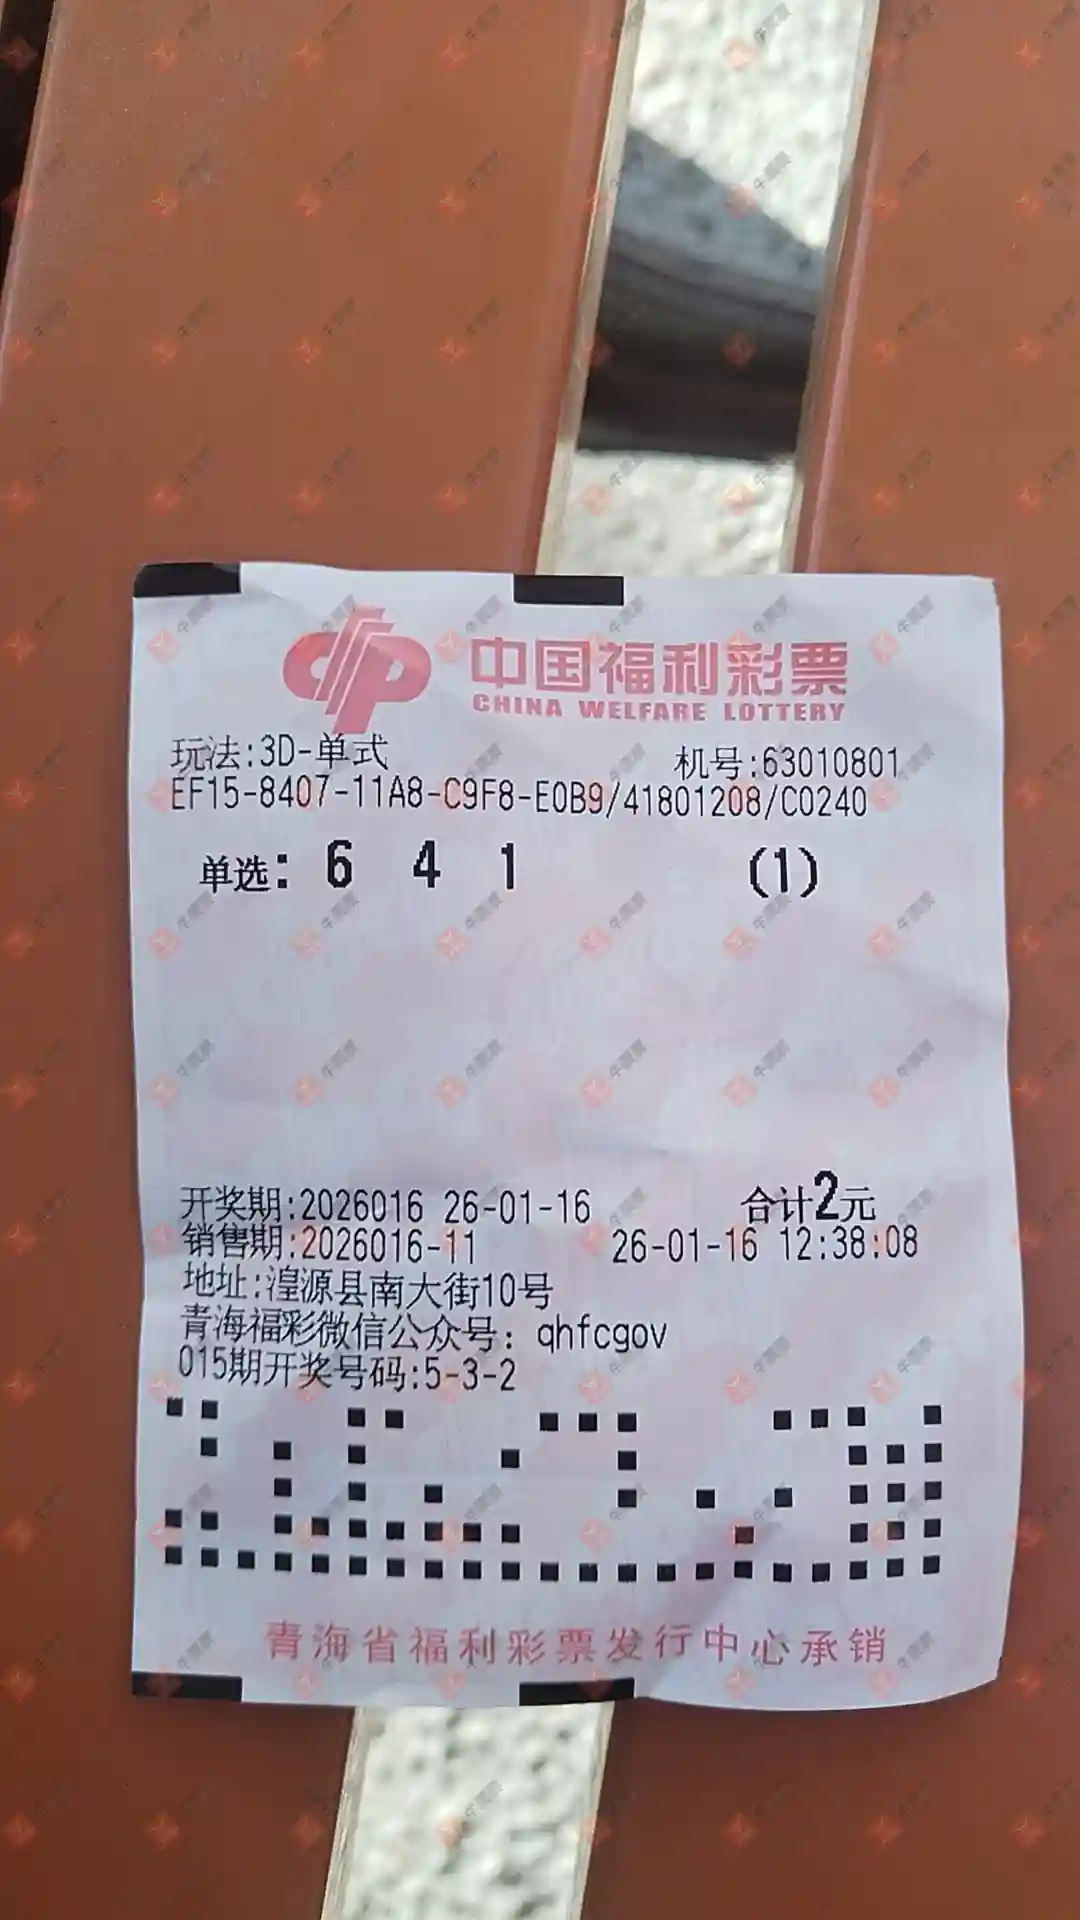 中国福利彩票
CHINA WELFARE LOTTERY
玩法:3D-单式 机号:63010801
EF15-8407-11A8-C9F8-E0B9/41801208/C0240
单选: 6 4 1 (1)
开奖期:2026016 26-01-16 合计2元
销售期:2026016-11 26-01-16 12:38:08
地址:湟源县南大街10号
青海福彩微信公众号: qhfcgov
015期开奖号码:5-3-2
青海省福利彩票发行中心承销